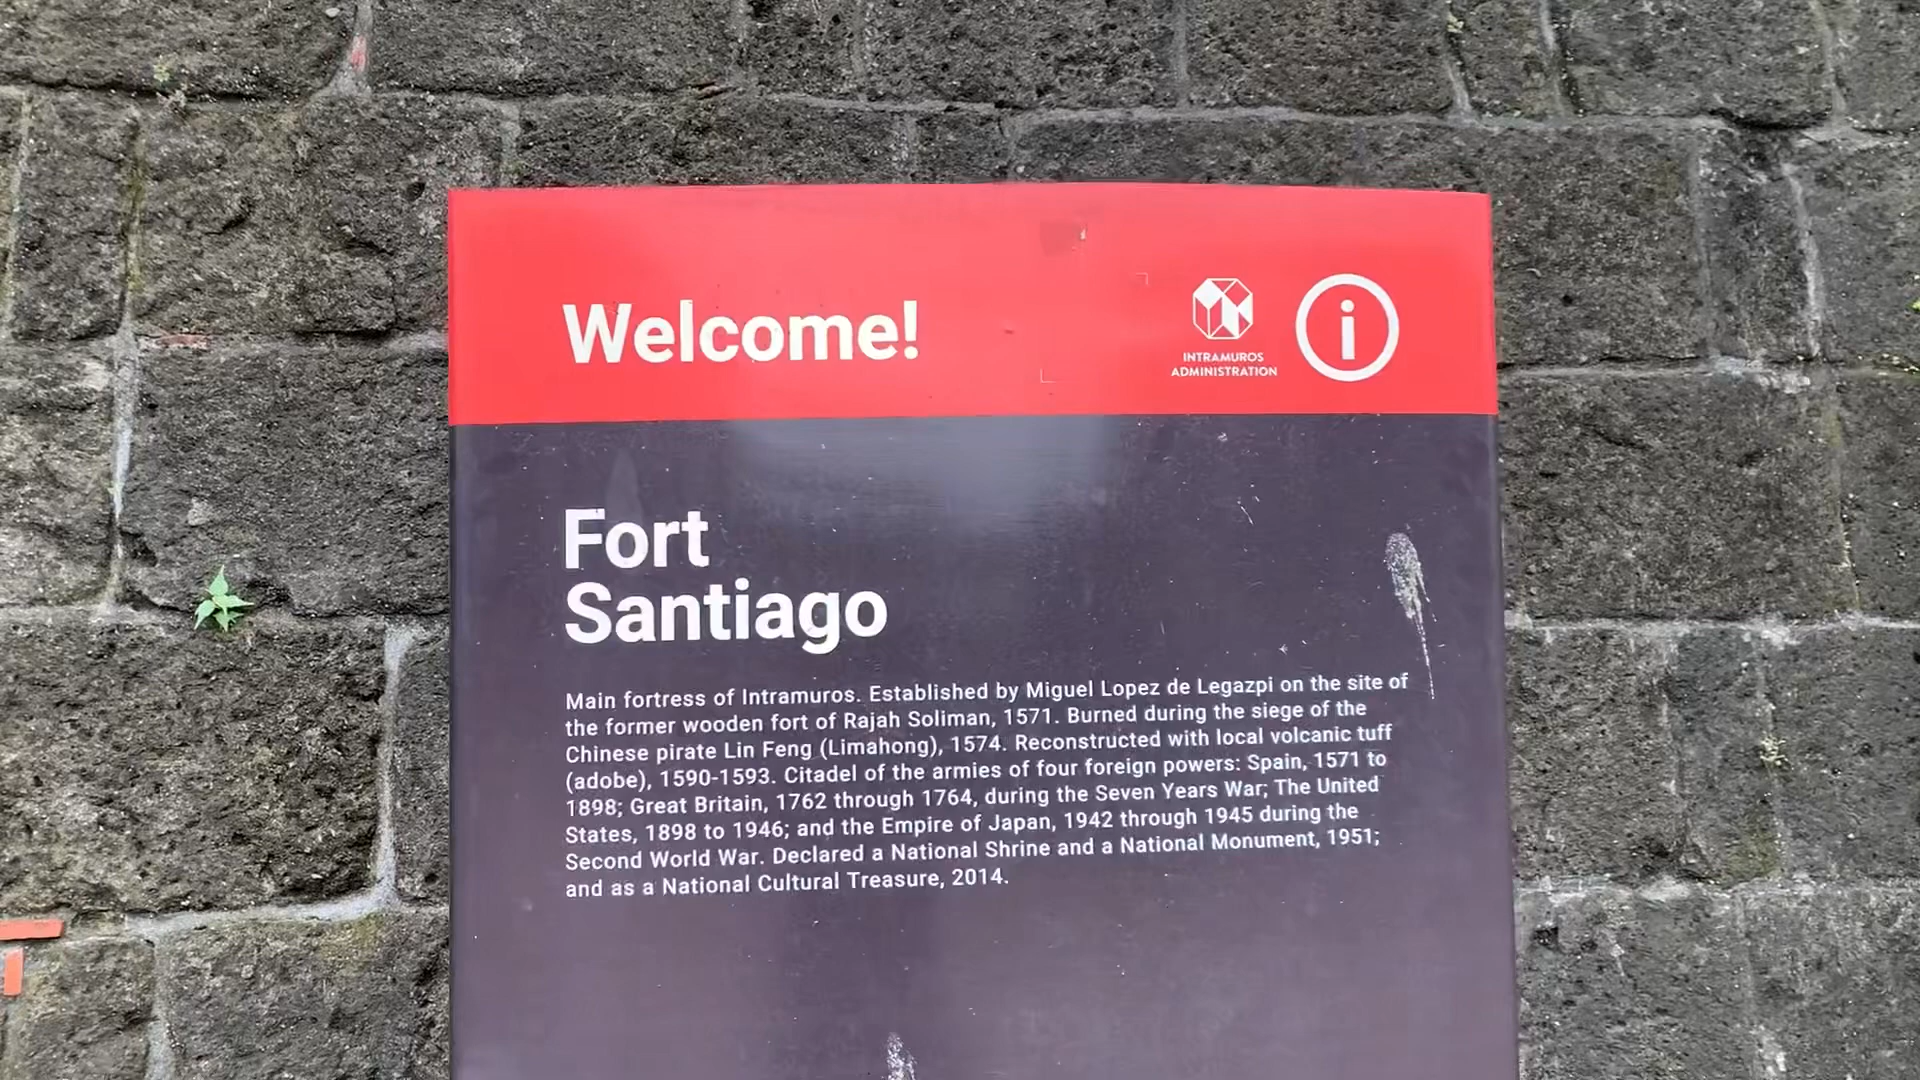 Welcome!
INTRAMUROS
ADMINISTRATION
i
Fort
Santiago
Main fortress of Intramuros. Established by Miguel Lopez de Legazpi on the site of
the former wooden fort of Rajah Soliman, 1571. Burned during the siege of the
Chinese pirate Lin Feng (Limahong), 1574. Reconstructed with local volcanic tuff
(adobe), 1590-1593. Citadel of the armies of four foreign powers: Spain, 1571 to
1898; Great Britain, 1762 through 1764, during the Seven Years War; The United
States, 1898 to 1946; and the Empire of Japan, 1942 through 1945 during the
Second World War. Declared a National Shrine and a National Monument, 1951;
and as a National Cultural Treasure, 2014.